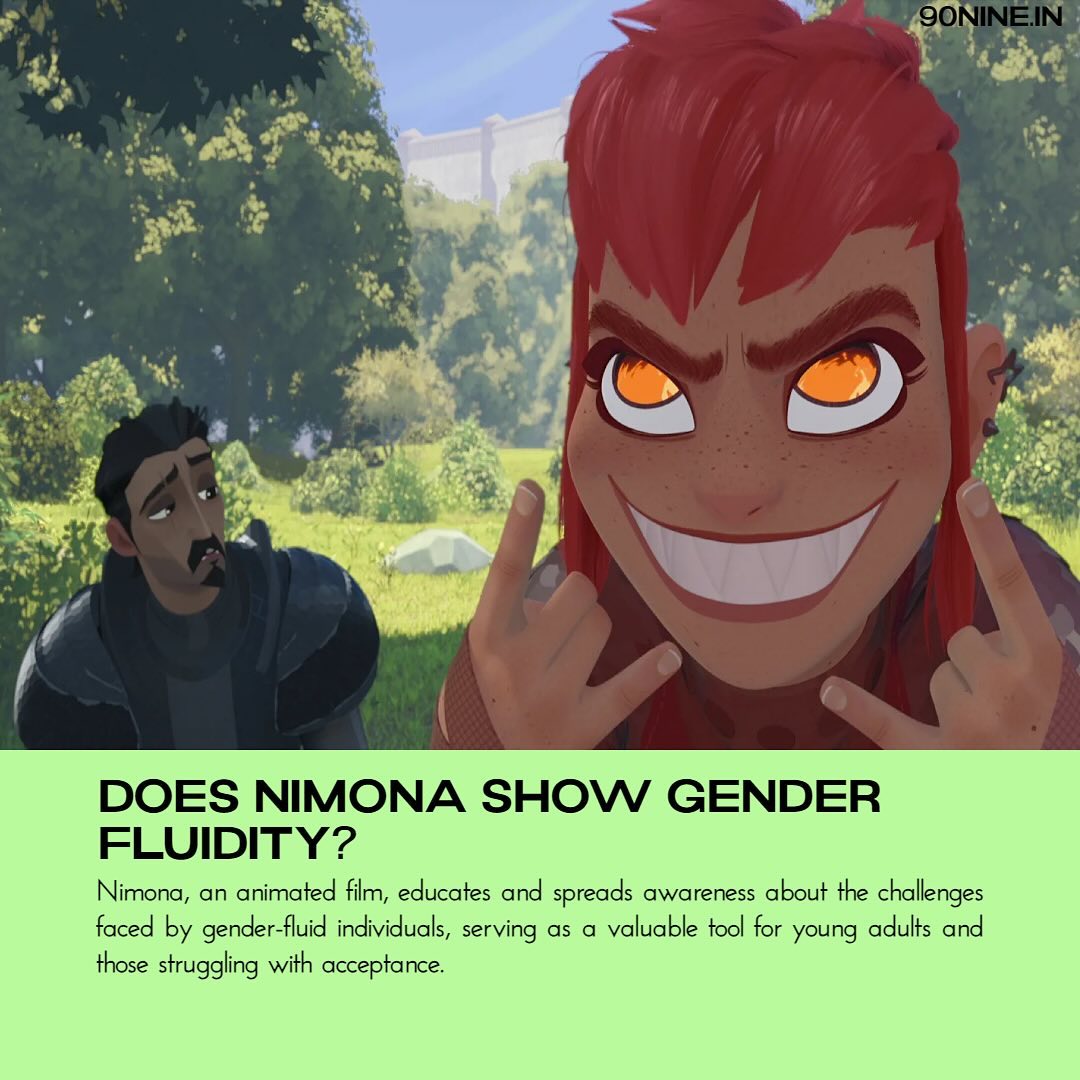 90NINE.IN
DOES NIMONA SHOW GENDER
FLUIDITY?
Nimona, an animated film, educates and spreads awareness about the challenges
faced by gender-fluid individuals, serving as a valuable tool for young adults and
those struggling with acceptance.